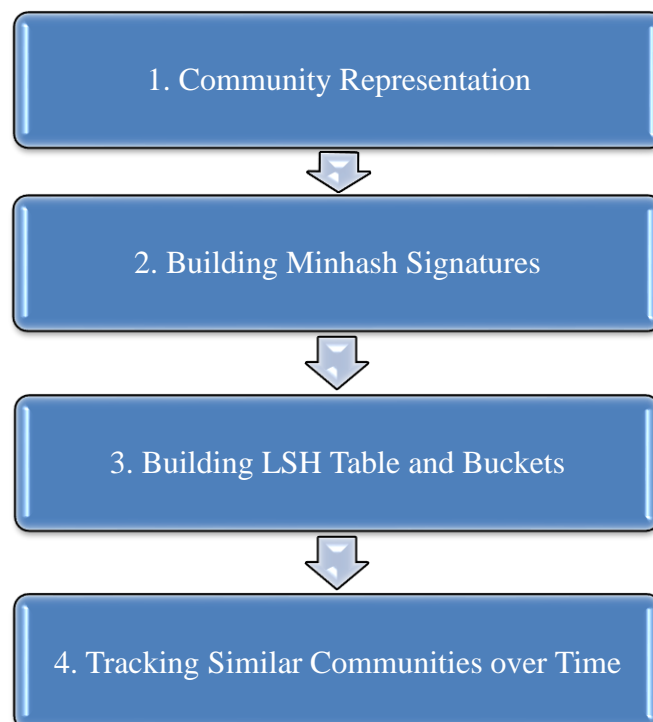 1. Community Representation
2. Building Minhash Signatures
3. Building LSH Table and Buckets
4. Tracking Similar Communities over Time